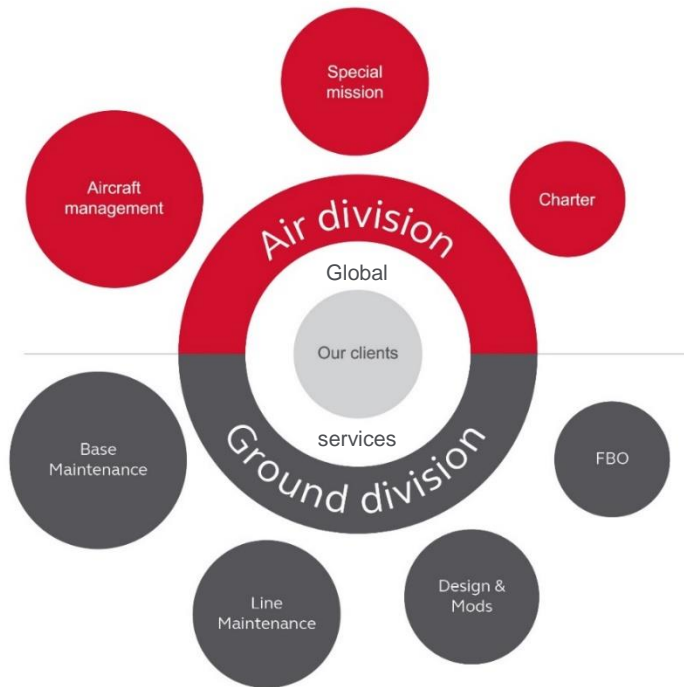 Special
mission
Aircraft
management
Charter
Air division
Global
Our clients
services
Ground division
Base
Maintenance
FBO
Line
Maintenance
Design &
Mods